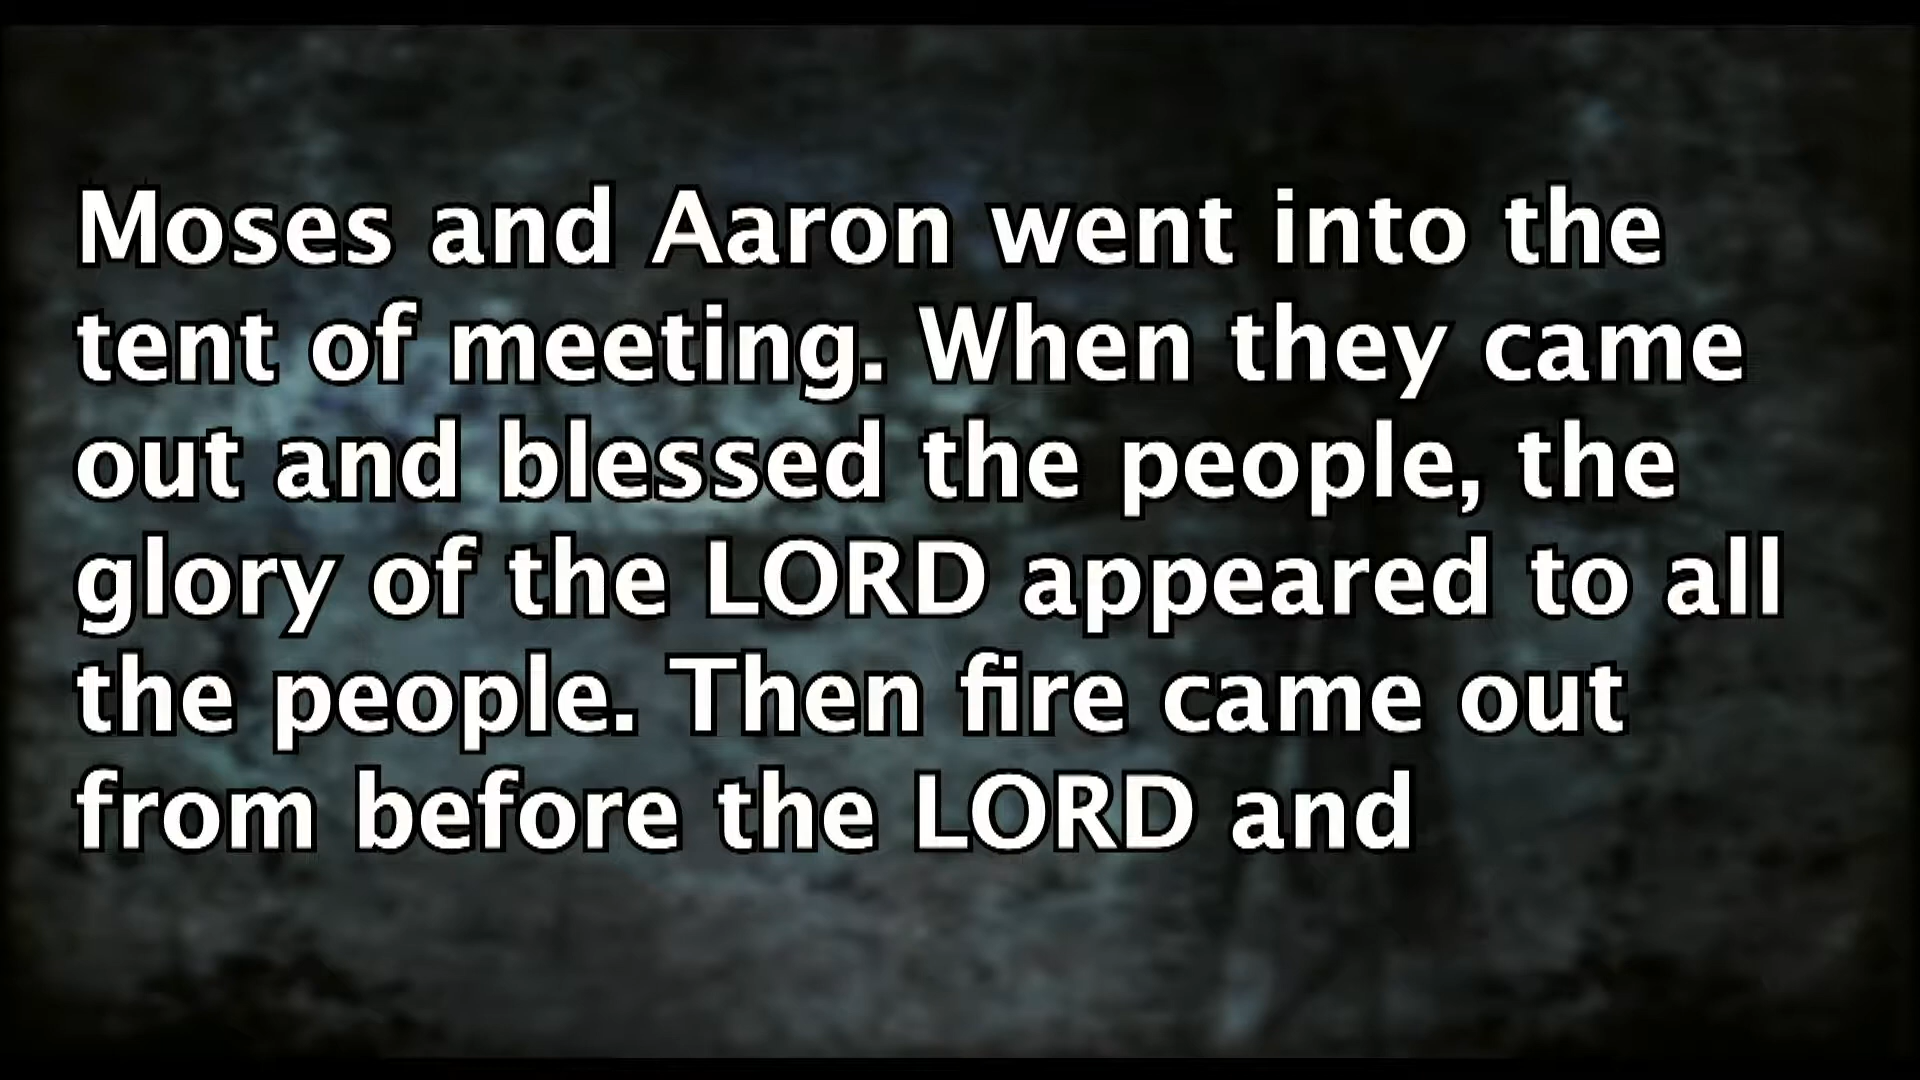 Moses and Aaron went into the
tent of meeting. When they came
out and blessed the people, the
glory of the LORD appeared to all
the people. Then fire came out
from before the LORD and